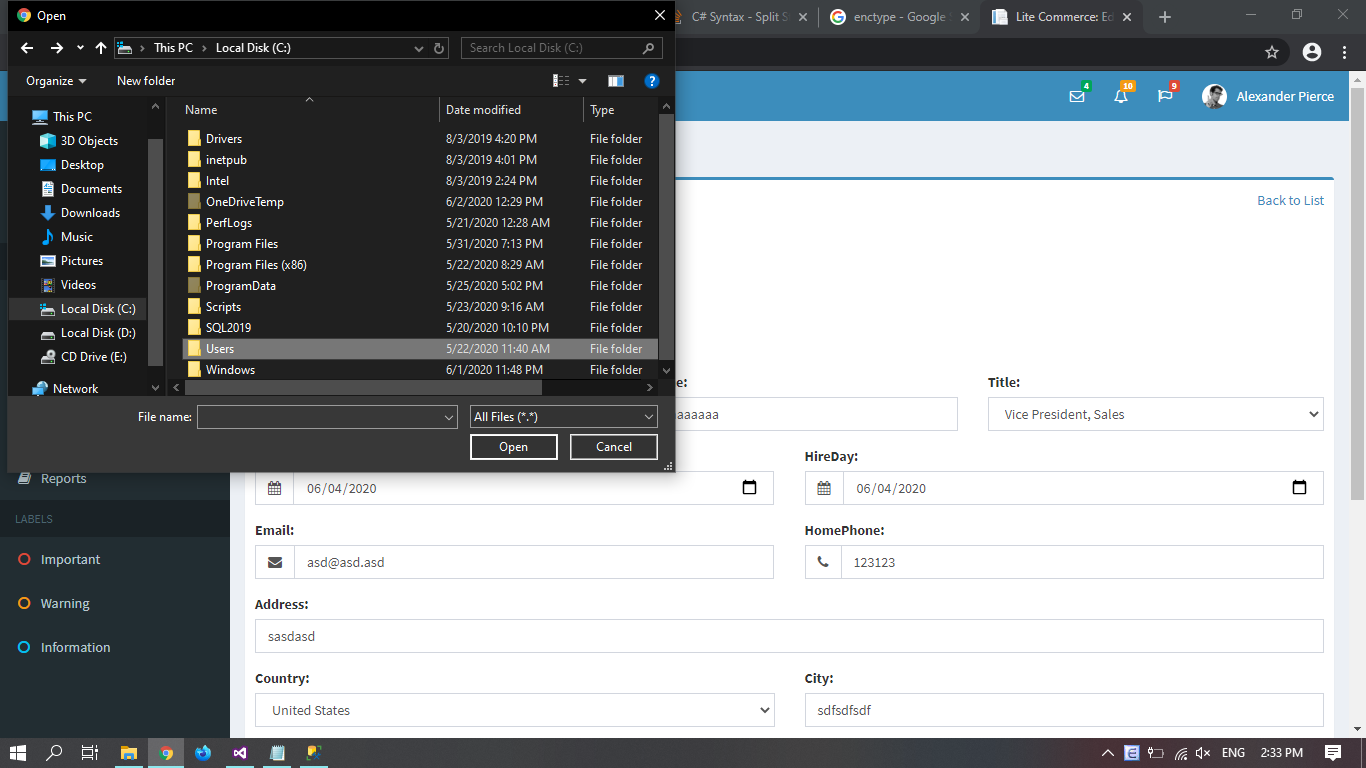 Open
C# Syntax - Split S
enctype - Google S
Lite Commerce: Ed
This PC
Local Disk (C:)
Search Local Disk (C:)
Organize
New folder
4
10
9
Alexander Pierce
This PC
3D Objects
Desktop
Documents
Downloads
Music
Pictures
Videos
Local Disk (C:)
Local Disk (D:)
CD Drive (E:)
Network
Name Date modified Type
Drivers 8/3/2019 4:20 PM File folder
inetpub 8/3/2019 4:01 PM File folder
Intel 8/3/2019 2:24 PM File folder
OneDriveTemp 6/2/2020 12:29 PM File folder
PerfLogs 5/21/2020 12:28 AM File folder
Program Files 5/31/2020 7:13 PM File folder
Program Files (x86) 5/22/2020 8:29 AM File folder
ProgramData 5/25/2020 5:02 PM File folder
Scripts 5/23/2020 9:16 AM File folder
SQL2019 5/20/2020 10:10 PM File folder
Users 5/22/2020 11:40 AM File folder
Windows 6/1/2020 11:48 PM File folder
File name:
All Files (*.*)
Open
Cancel
Back to List
e:
aaaaaa
Title:
Vice President, Sales
Reports
LABELS
Important
Warning
Information
06/04/2020
HireDay:
06/04/2020
Email:
asd@asd.asd
HomePhone:
123123
Address:
sasdasd
Country:
United States
City:
sdfsdfsdf
ENG
2:33 PM